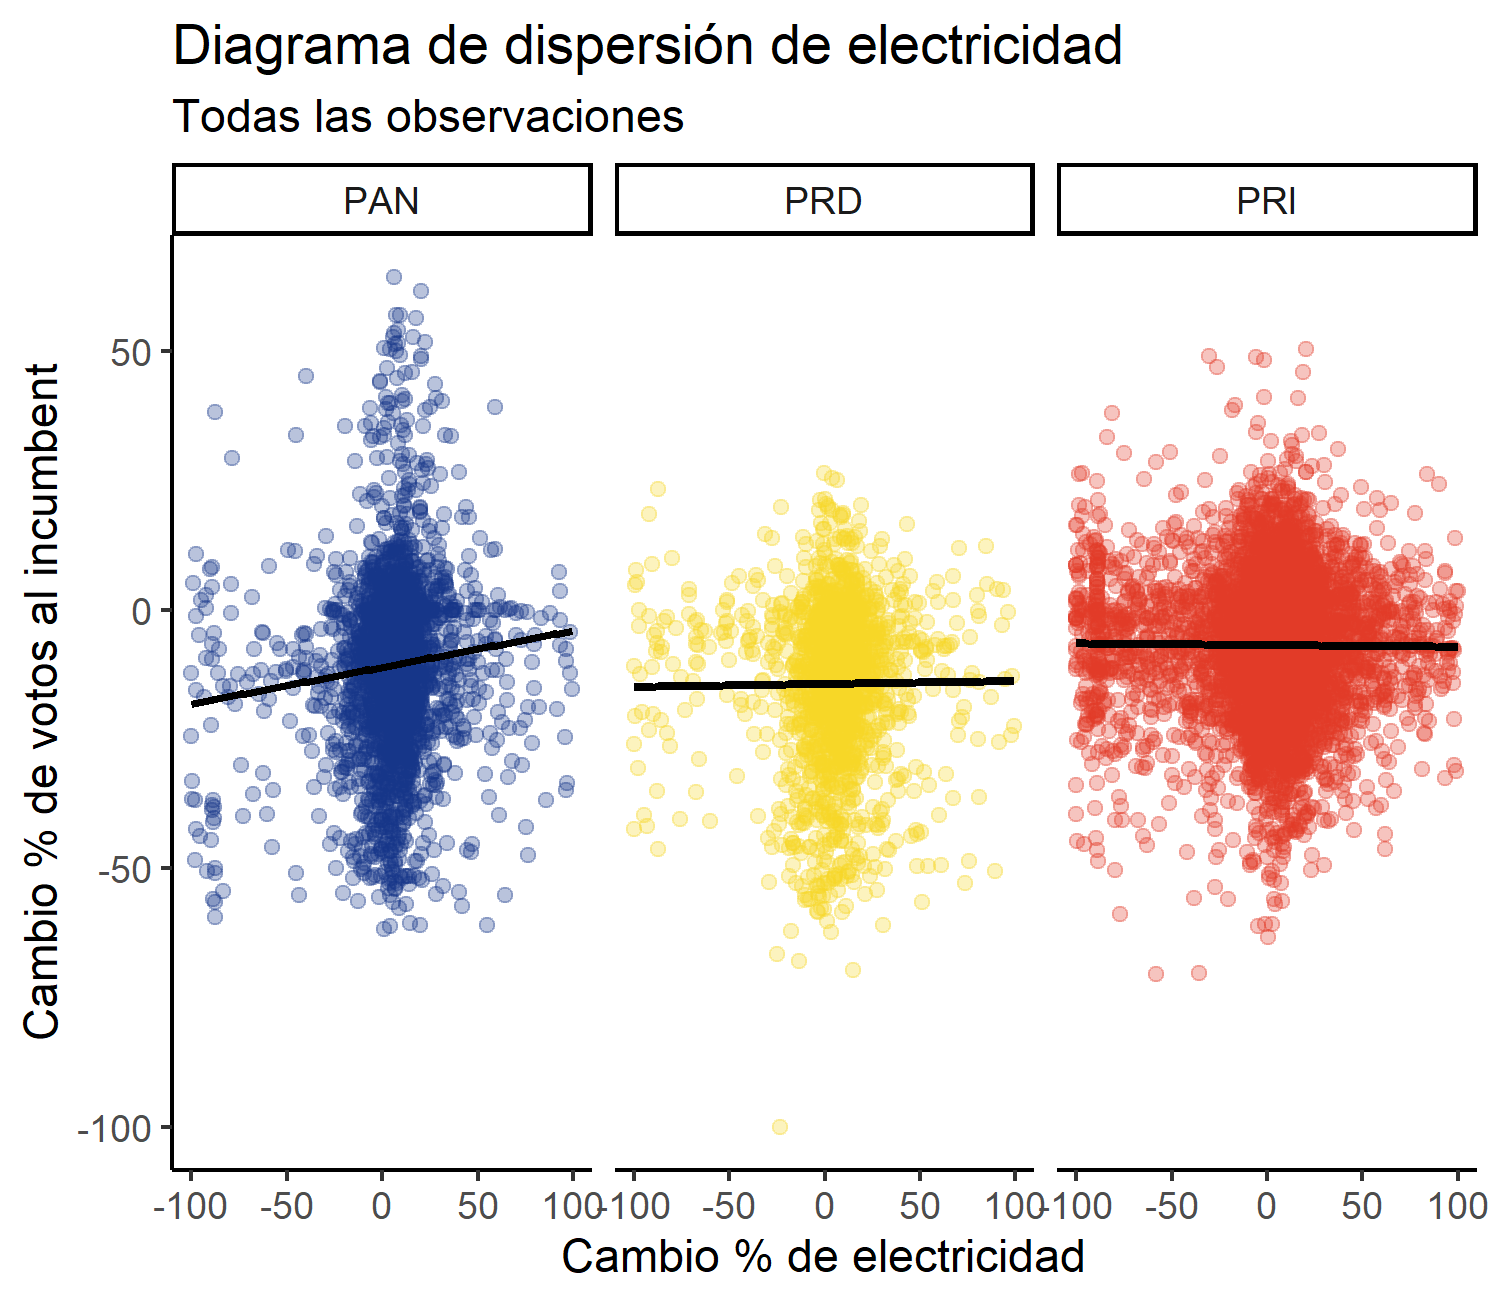 Diagrama de dispersión de electricidad
Todas las observaciones
PAN PRD PRI
Cambio % de votos al incumbent
50
0
-50
-100
-100 -50 0 50 100 -100 -50 0 50 100 -100 -50 0 50 100
Cambio % de electricidad